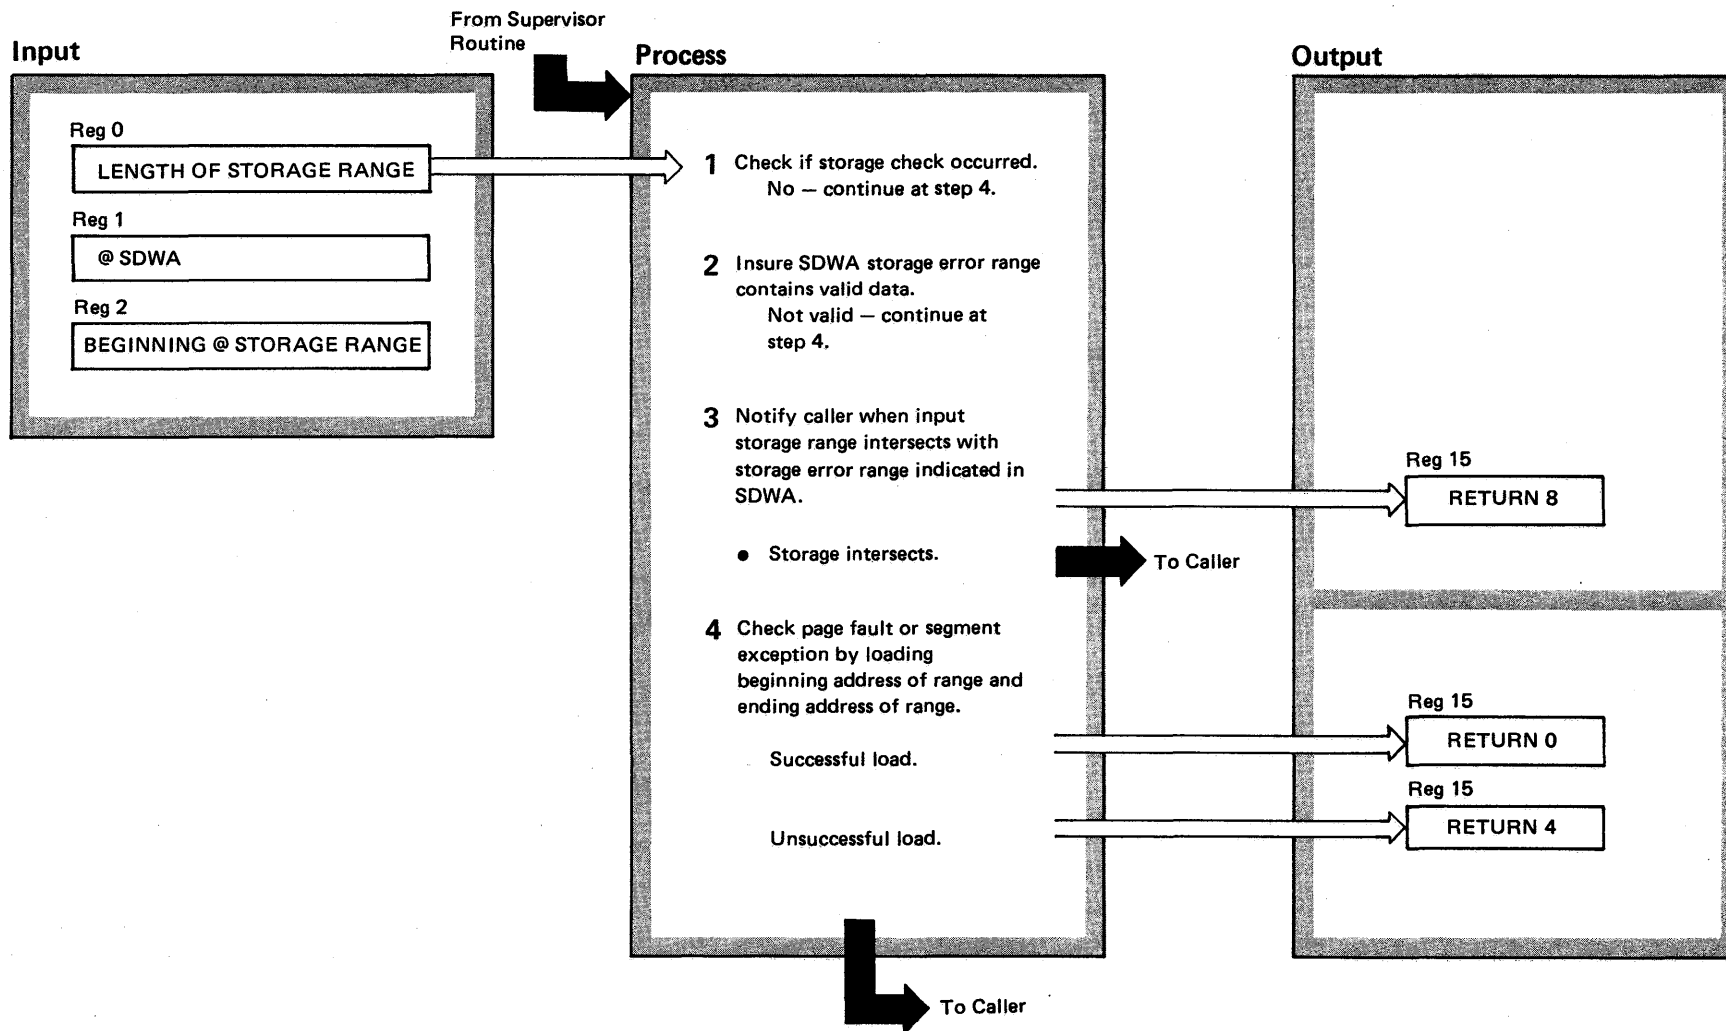 From Supervisor
Routine
Input
Process
Output
Reg 0
LENGTH OF STORAGE RANGE
Reg 1
@ SDWA
Reg 2
BEGINNING @ STORAGE RANGE
1 Check if storage check occurred.
No — continue at step 4.
2 Insure SDWA storage error range
contains valid data.
Not valid — continue at
step 4.
3 Notify caller when input
storage range intersects with
storage error range indicated in
SDWA.
• Storage intersects.
To Caller
Reg 15
RETURN 8
4 Check page fault or segment
exception by loading
beginning address of range and
ending address of range.
Successful load.
Unsuccessful load.
Reg 15
RETURN 0
Reg 15
RETURN 4
To Caller